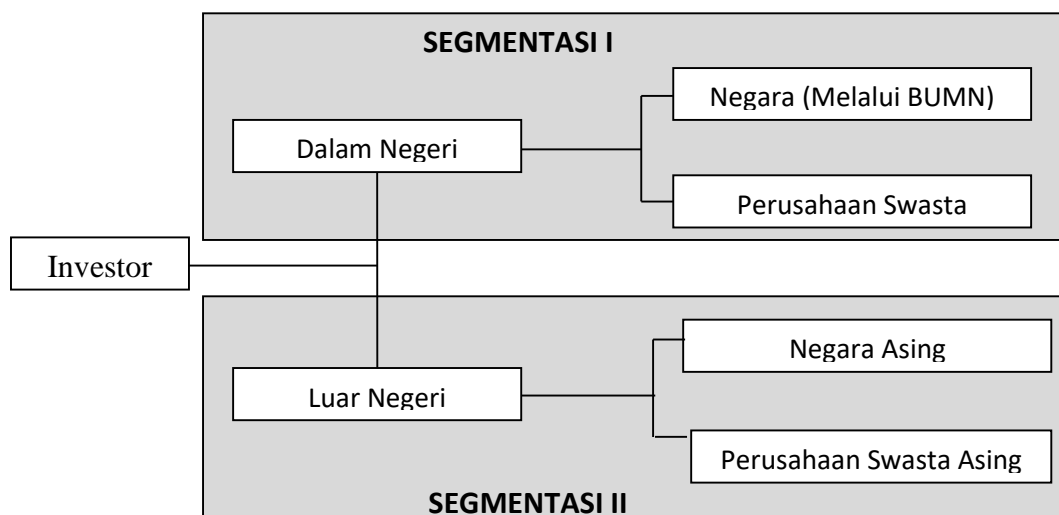 SEGMENTASI I
Negara (Melalui BUMN)
Dalam Negeri
Perusahaan Swasta
Investor
Negara Asing
Luar Negeri
Perusahaan Swasta Asing
SEGMENTASI II